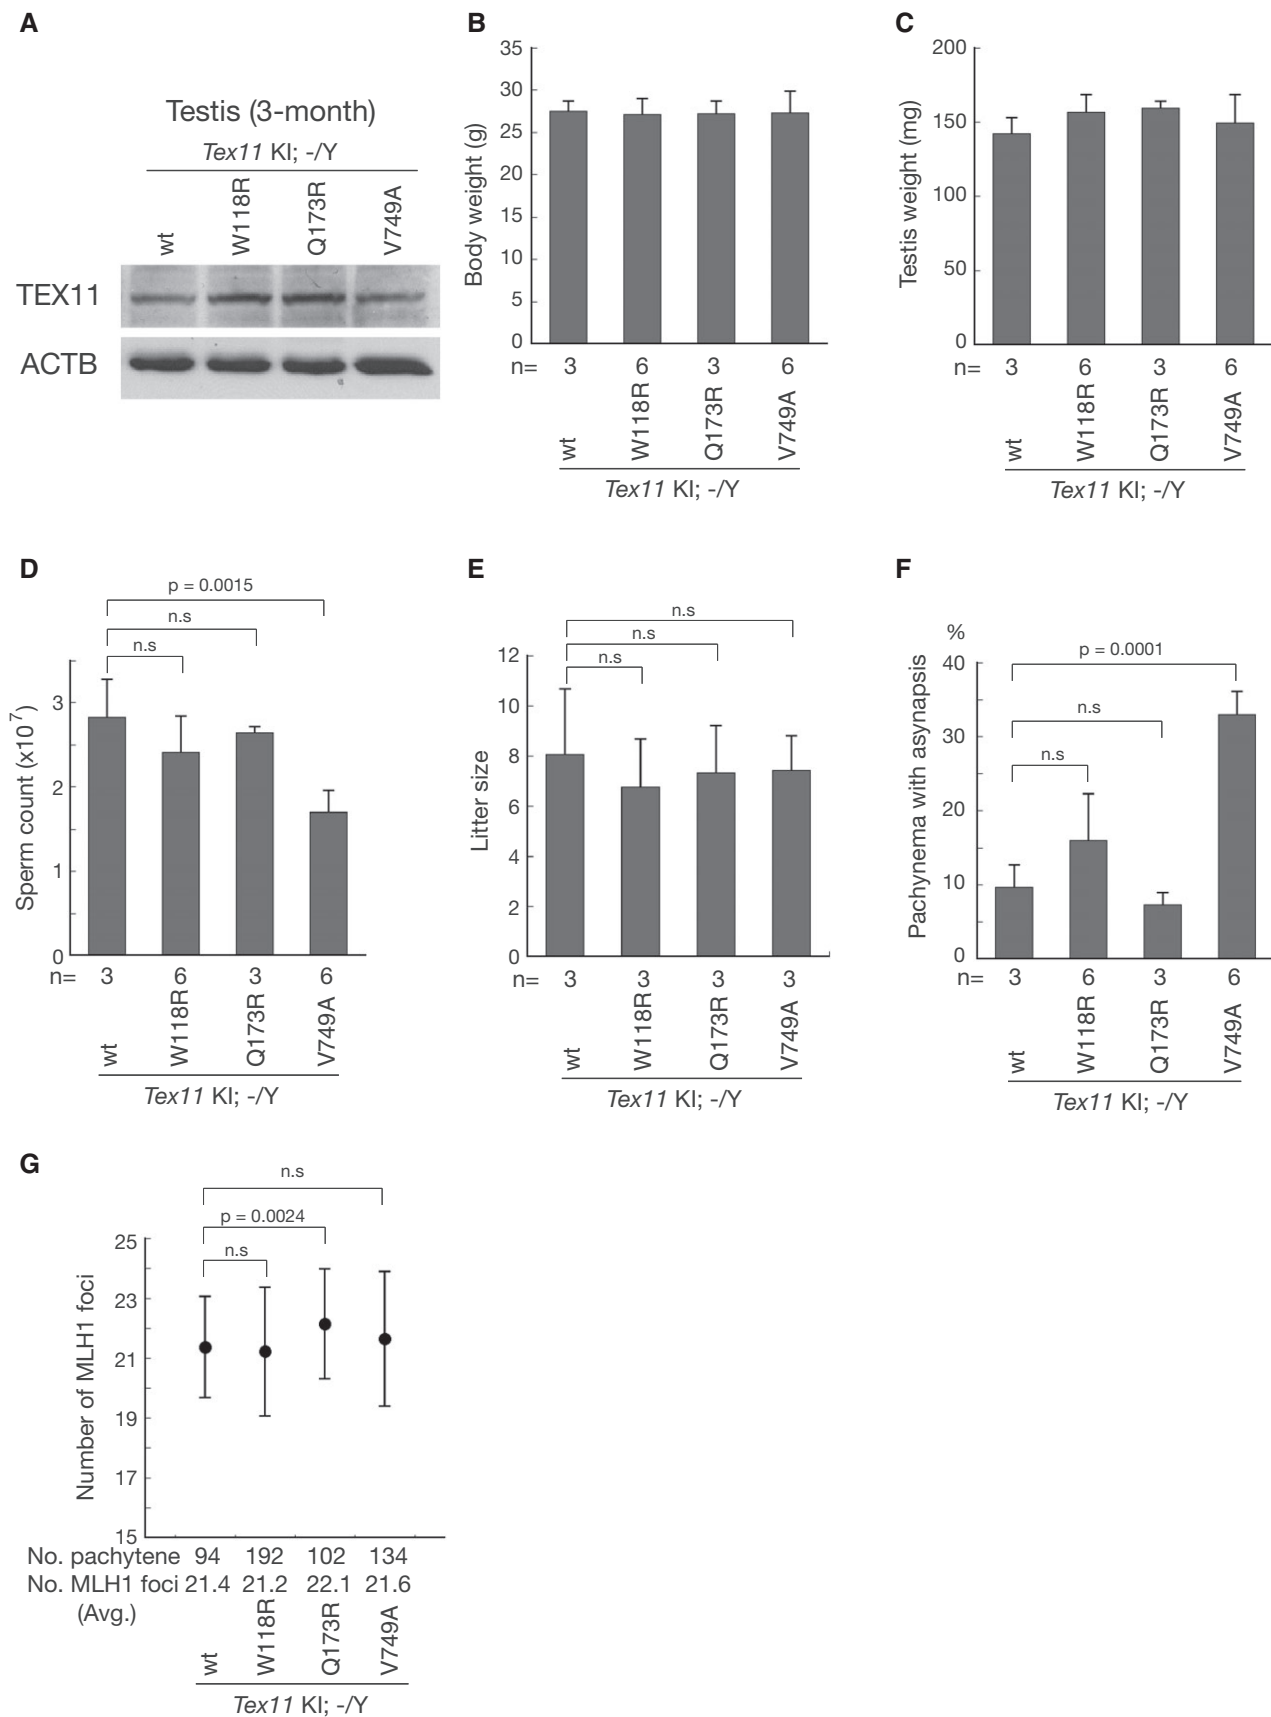 A
Testis (3-month)
Tex11 KI; -/Y
wt
W118R
Q173R
V749A
TEX11
ACTB
B
Body weight (g)
35
30
25
20
15
10
5
0
n= 3 6 3 6
wt
W118R
Q173R
V749A
Tex11 KI; -/Y
C
Testis weight (mg)
200
150
100
50
0
n= 3 6 3 6
wt
W118R
Q173R
V749A
Tex11 KI; -/Y
D
p = 0.0015
n.s
n.s
Sperm count (x10⁷)
3
2
1
0
n= 3 6 3 6
wt
W118R
Q173R
V749A
Tex11 KI; -/Y
E
n.s
n.s
n.s
Litter size
12
10
8
6
4
2
0
n= 3 3 3 3
wt
W118R
Q173R
V749A
Tex11 KI; -/Y
F
%
p = 0.0001
n.s
n.s
Pachynema with asynapsis
40
30
20
10
0
n= 3 6 3 6
wt
W118R
Q173R
V749A
Tex11 KI; -/Y
G
n.s
p = 0.0024
n.s
Number of MLH1 foci
25
23
21
19
17
15
No. pachytene 94 192 102 134
No. MLH1 foci 21.4 21.2 22.1 21.6
(Avg.)
wt
W118R
Q173R
V749A
Tex11 KI; -/Y